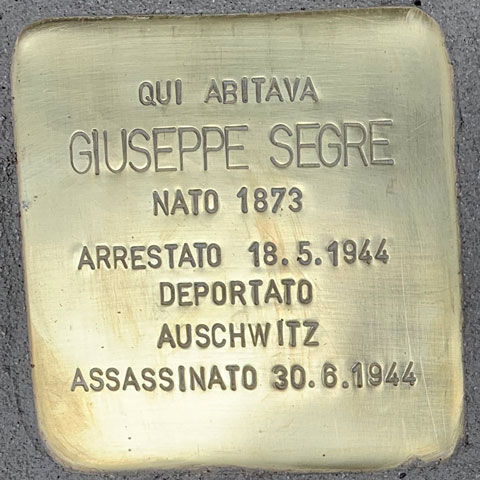 QUI ABITAVA
GIUSEPPE SEGRE
NATO 1873
ARRESTATO 18.5.1944
DEPORTATO
AUSCHWITZ
ASSASSINATO 30.6.1944